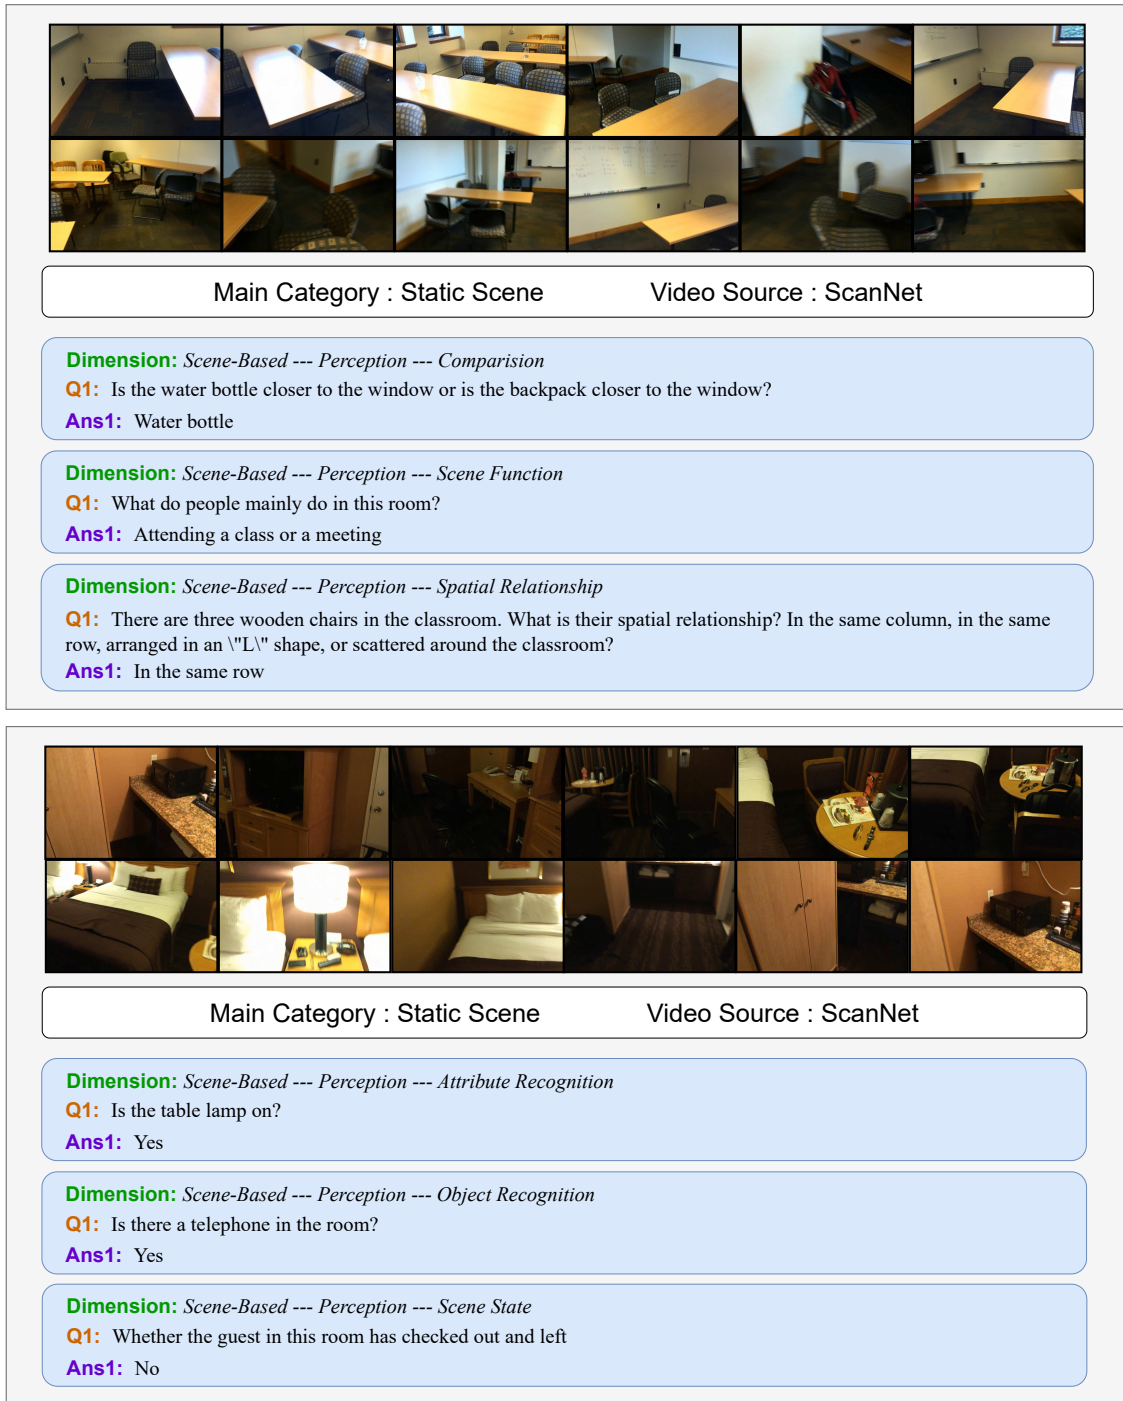 Main Category : Static Scene Video Source : ScanNet
Dimension: Scene-Based --- Perception --- Comparision
Q1: Is the water bottle closer to the window or is the backpack closer to the window?
Ans1: Water bottle
Dimension: Scene-Based --- Perception --- Scene Function
Q1: What do people mainly do in this room?
Ans1: Attending a class or a meeting
Dimension: Scene-Based --- Perception --- Spatial Relationship
Q1: There are three wooden chairs in the classroom. What is their spatial relationship? In the same column, in the same
row, arranged in an \"L\" shape, or scattered around the classroom?
Ans1: In the same row
Main Category : Static Scene Video Source : ScanNet
Dimension: Scene-Based --- Perception --- Attribute Recognition
Q1: Is the table lamp on?
Ans1: Yes
Dimension: Scene-Based --- Perception --- Object Recognition
Q1: Is there a telephone in the room?
Ans1: Yes
Dimension: Scene-Based --- Perception --- Scene State
Q1: Whether the guest in this room has checked out and left
Ans1: No